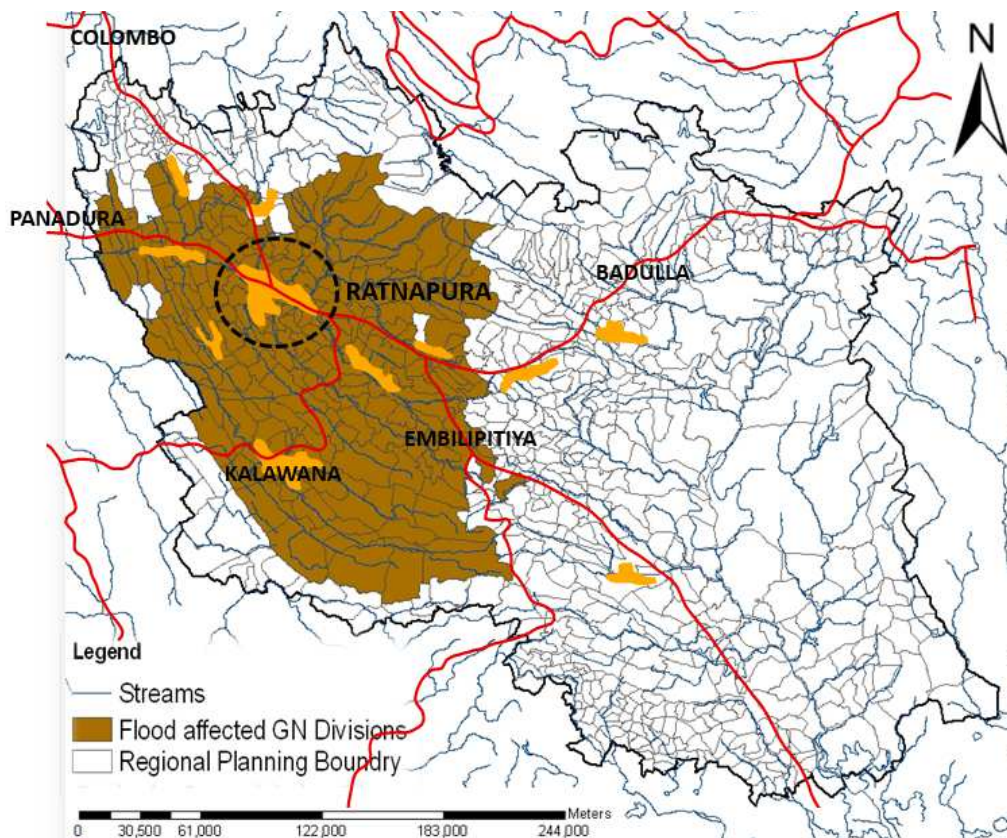 COLOMBO
N
PANADURA
BADULLA
RATNAPURA
EMBILIPITIYA
KALAWANA
Legend
Streams
Flood affected GN Divisions
Regional Planning Boundry
Meters
0 30,500 61,000 122,000 183,000 244,000